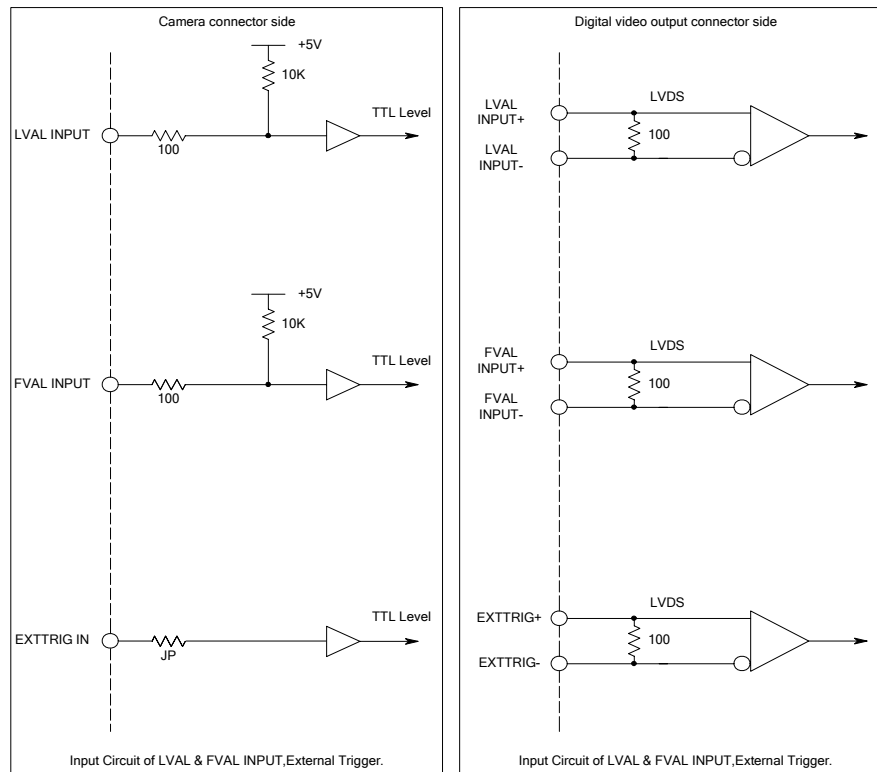 Camera connector side
+5V
10K
TTL Level
LVAL INPUT
100
+5V
10K
TTL Level
FVAL INPUT
100
TTL Level
EXTTRIG IN
JP
Input Circuit of LVAL & FVAL INPUT,External Trigger.
Digital video output connector side
LVAL
INPUT+
LVDS
100
LVAL
INPUT-
FVAL
INPUT+
LVDS
100
FVAL
INPUT-
EXTTRIG+
LVDS
100
EXTTRIG-
Input Circuit of LVAL & FVAL INPUT,External Trigger.